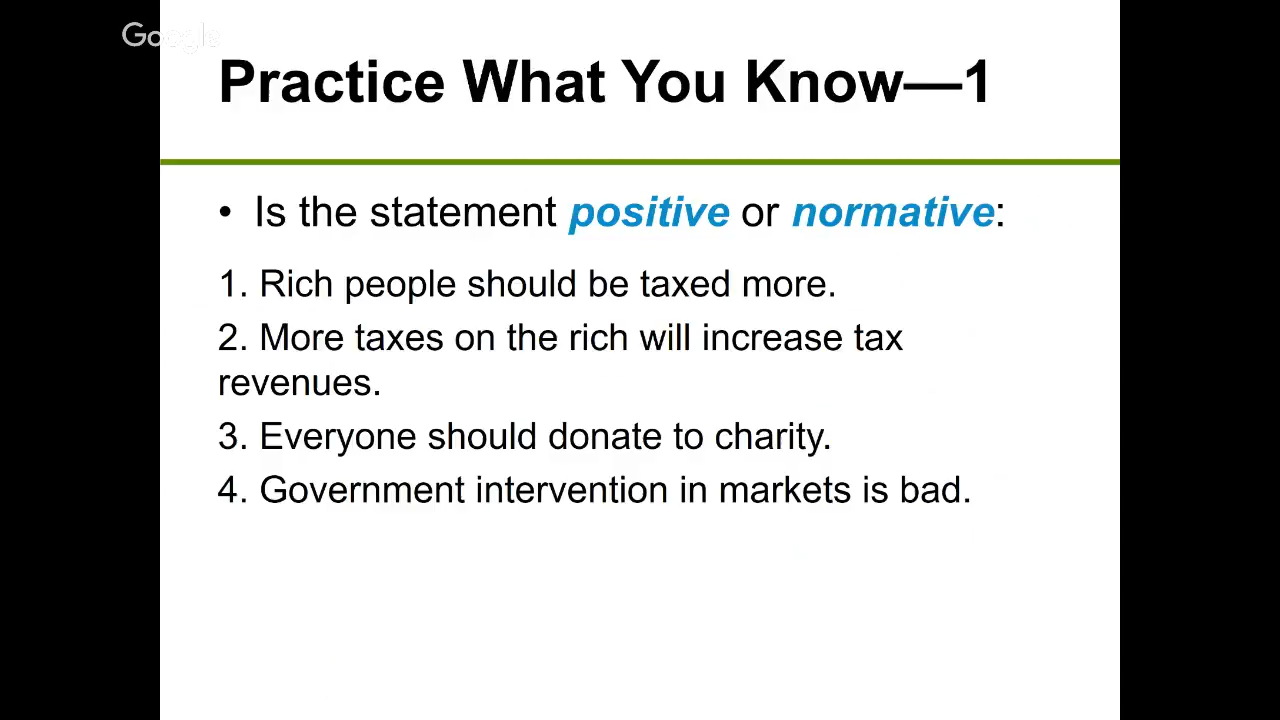 Google
Practice What You Know—1
• Is the statement positive or normative:
1. Rich people should be taxed more.
2. More taxes on the rich will increase tax
revenues.
3. Everyone should donate to charity.
4. Government intervention in markets is bad.